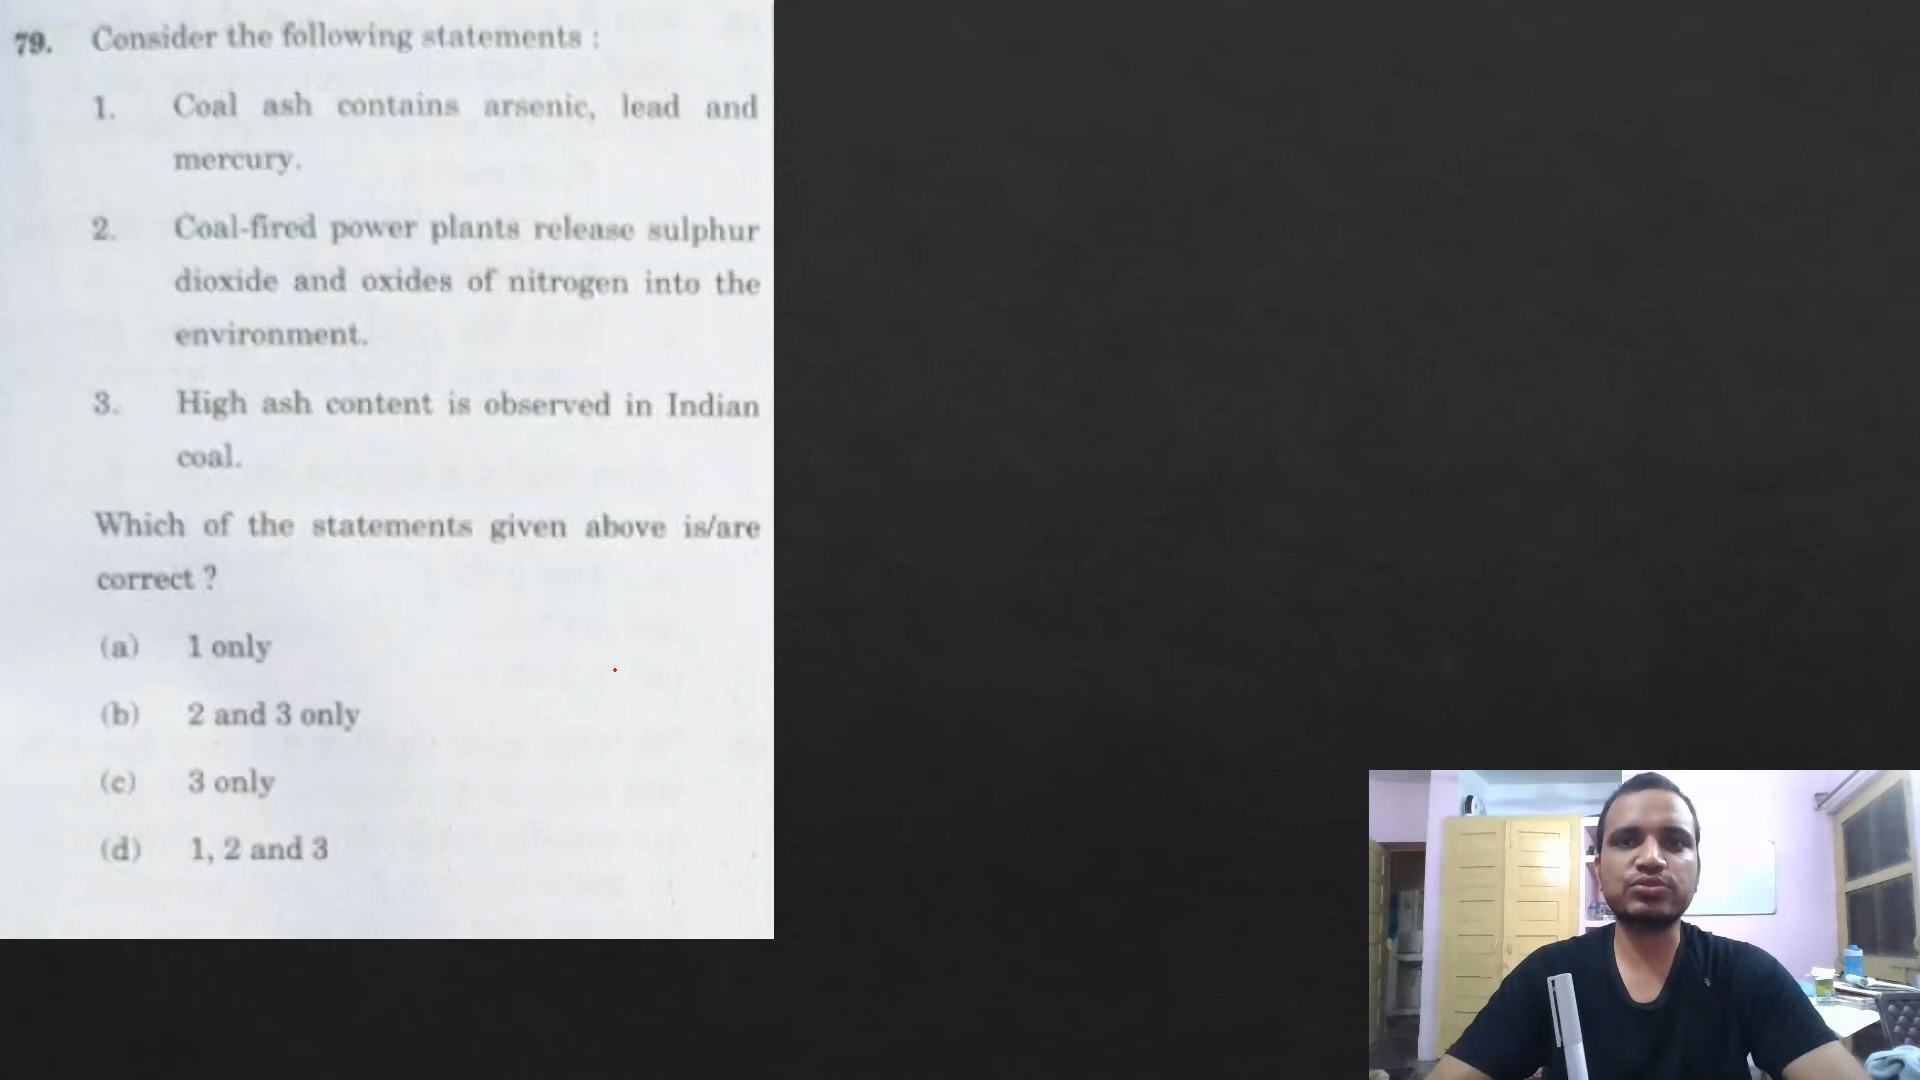 79. Consider the following statements :
1. Coal ash contains arsenic, lead and
mercury.
2. Coal-fired power plants release sulphur
dioxide and oxides of nitrogen into the
environment.
3. High ash content is observed in Indian
coal.
Which of the statements given above is/are
correct ?
(a) 1 only
(b) 2 and 3 only
(c) 3 only
(d) 1, 2 and 3